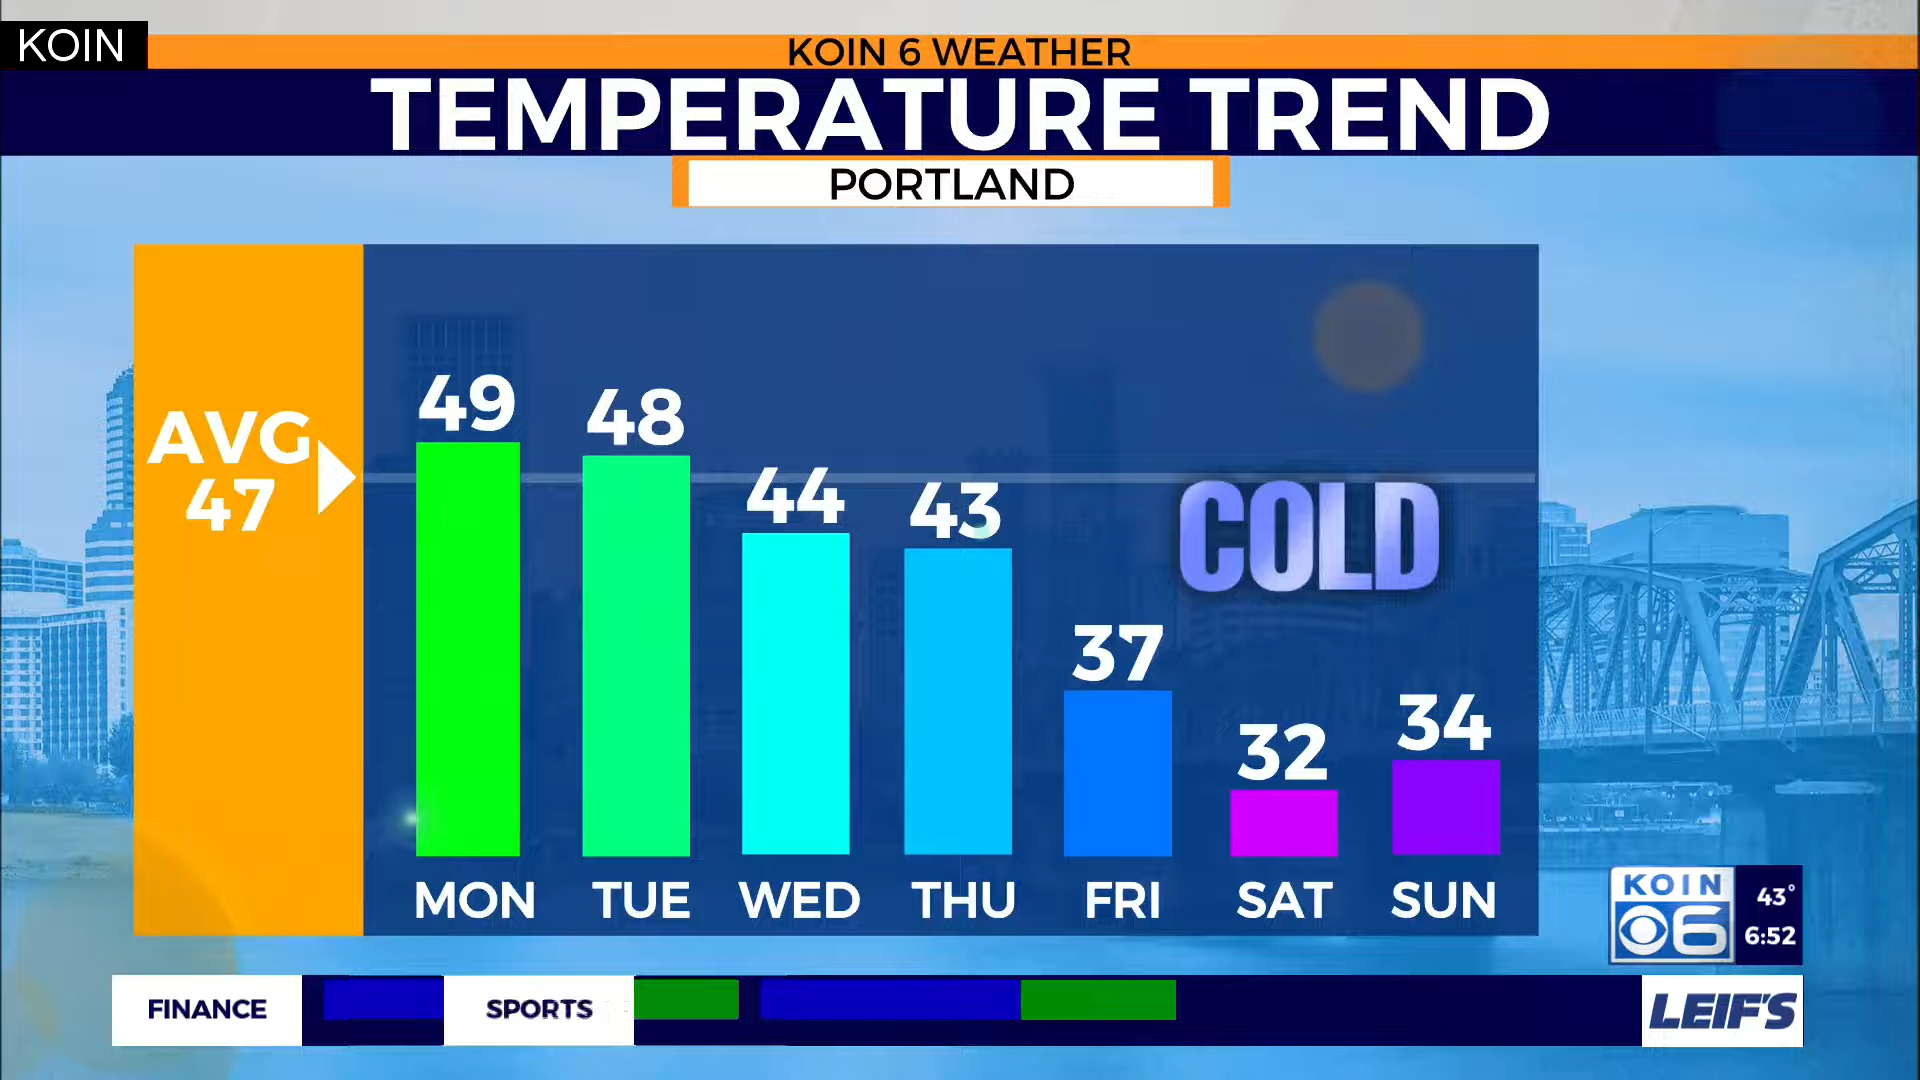 KOIN
KOIN 6 WEATHER
TEMPERATURE TREND
PORTLAND
AVG
47
49
48
44
43
37
32
34
COLD
MON TUE WED THU FRI SAT SUN
KOIN
6
43°
6:52
FINANCE
SPORTS
LEIF'S